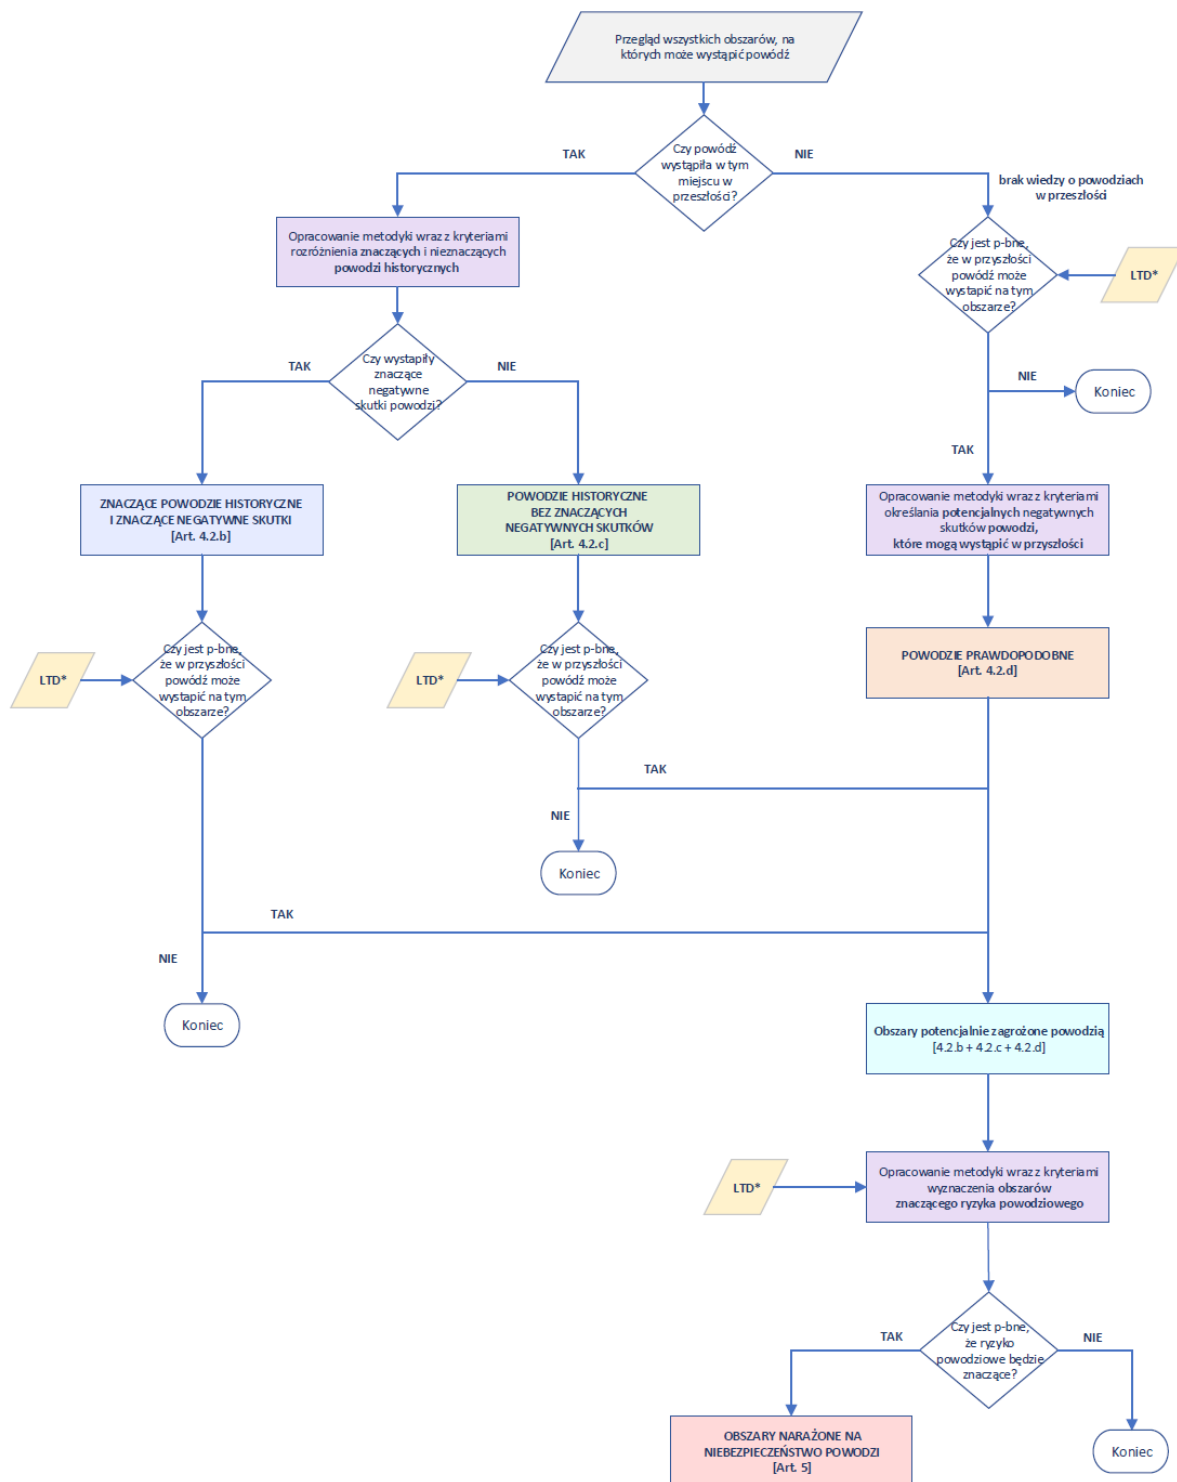 Przegląd wszystkich obszarów, na
których może wystąpić powódź
Czy powódź
wystąpiła w tym
miejscu w
przeszłości?
TAK
NIE
brak wiedzy o powodziach
w przeszłości
Opracowanie metodyki wraz z kryteriami
rozróżnienia znaczących i nieznaczących
powodzi historycznych
Czy jest p-bne,
że w przyszłości
powódź może
wystapić na tym
obszarze?
LTD*
Czy wystapiły
znaczące
negatywne
skutki powodzi?
TAK
NIE
NIE
Koniec
TAK
ZNACZĄCE POWODZIE HISTORYCZNE
I ZNACZĄCE NEGATYWNE SKUTKI
[Art. 4.2.b]
POWODZIE HISTORYCZNE
BEZ ZNACZĄCYCH
NEGATYWNYCH SKUTKÓW
[Art. 4.2.c]
Opracowanie metodyki wraz z kryteriami
określania potencjalnych negatywnych
skutków powodzi,
które mogą wystąpić w przyszłości
LTD*
Czy jest p-bne,
że w przyszłości
powódź może
wystapić na tym
obszarze?
LTD*
Czy jest p-bne,
że w przyszłości
powódź może
wystapić na tym
obszarze?
POWODZIE PRAWDOPODOBNE
[Art. 4.2.d]
TAK
NIE
Koniec
TAK
NIE
Koniec
Obszary potencjalnie zagrożone powodzią
[4.2.b + 4.2.c + 4.2.d]
LTD*
Opracowanie metodyki wraz z kryteriami
wyznaczenia obszarów
znaczącego ryzyka powodziowego
Czy jest p-bne,
że ryzyko
powodziowe będzie
znaczące?
TAK
NIE
OBSZARY NARAŻONE NA
NIEBEZPIECZEŃSTWO POWODZI
[Art. 5]
Koniec